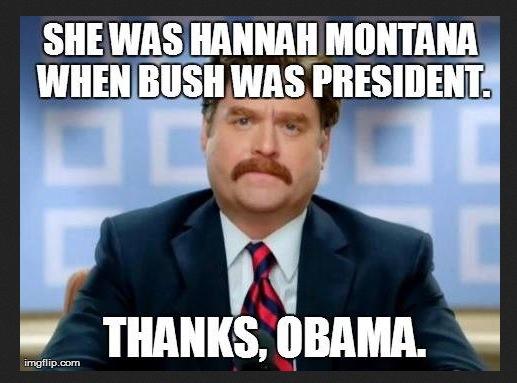 SHE WAS HANNAH MONTANA
WHEN BUSH WAS PRESIDENT.
THANKS, OBAMA.
imgflip.com